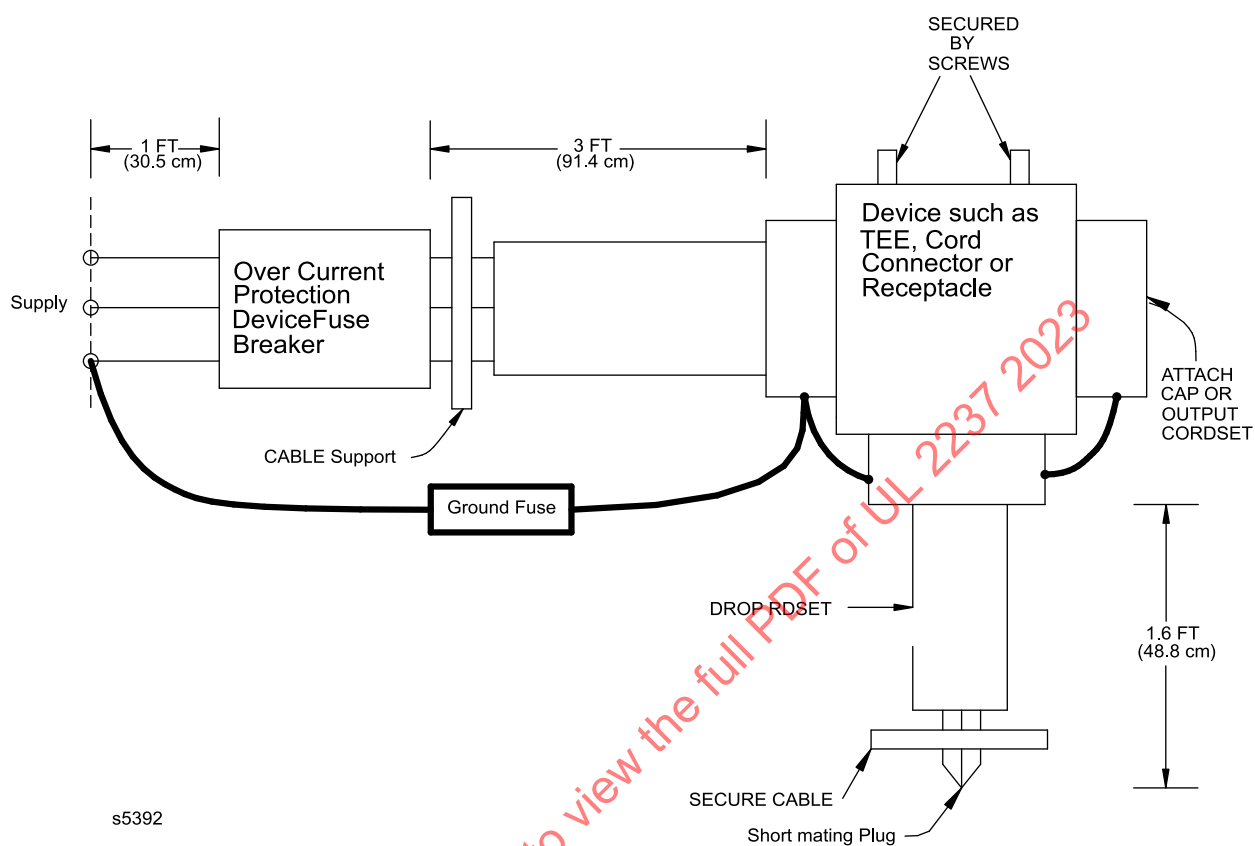 SECURED
BY
SCREWS
1 FT
(30.5 cm)
3 FT
(91.4 cm)
Device such as
TEE, Cord
Connector or
Receptacle
Over Current
Protection
DeviceFuse
Breaker
Supply
ATTACH
CAP OR
OUTPUT
CORDSET
CABLE Support
Ground Fuse
DROP RDSET
1.6 FT
(48.8 cm)
SECURE CABLE
Short mating Plug
s5392
to view the full PDF of UL 2237 2023